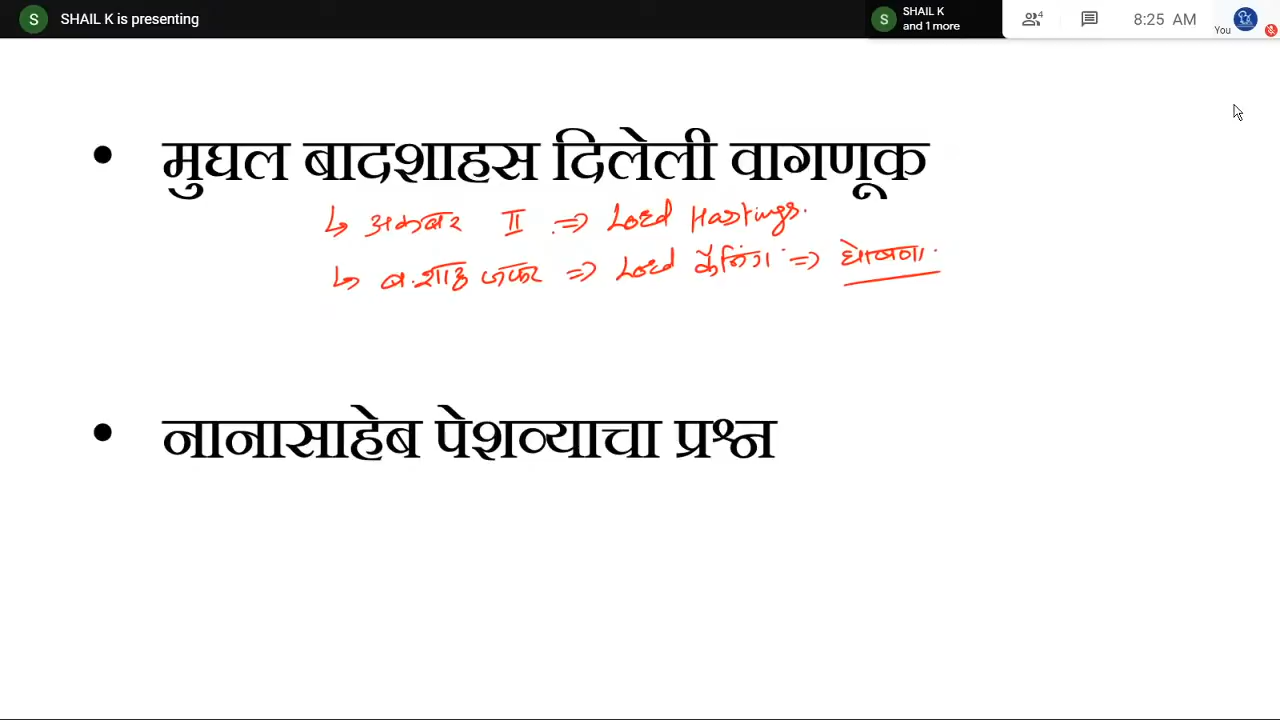 S SHAIL K is presenting
S SHAIL K
and 1 more
4
8:25 AM
You
• मुघल बादशाहस दिलेली वागणूक
↳ अकबर II ⇒ Lord Hastings.
↳ ब.शाह जफर ⇒ Lord कॅनिंग ⇒ घोषणा.
• नानासाहेब पेशव्याचा प्रश्न